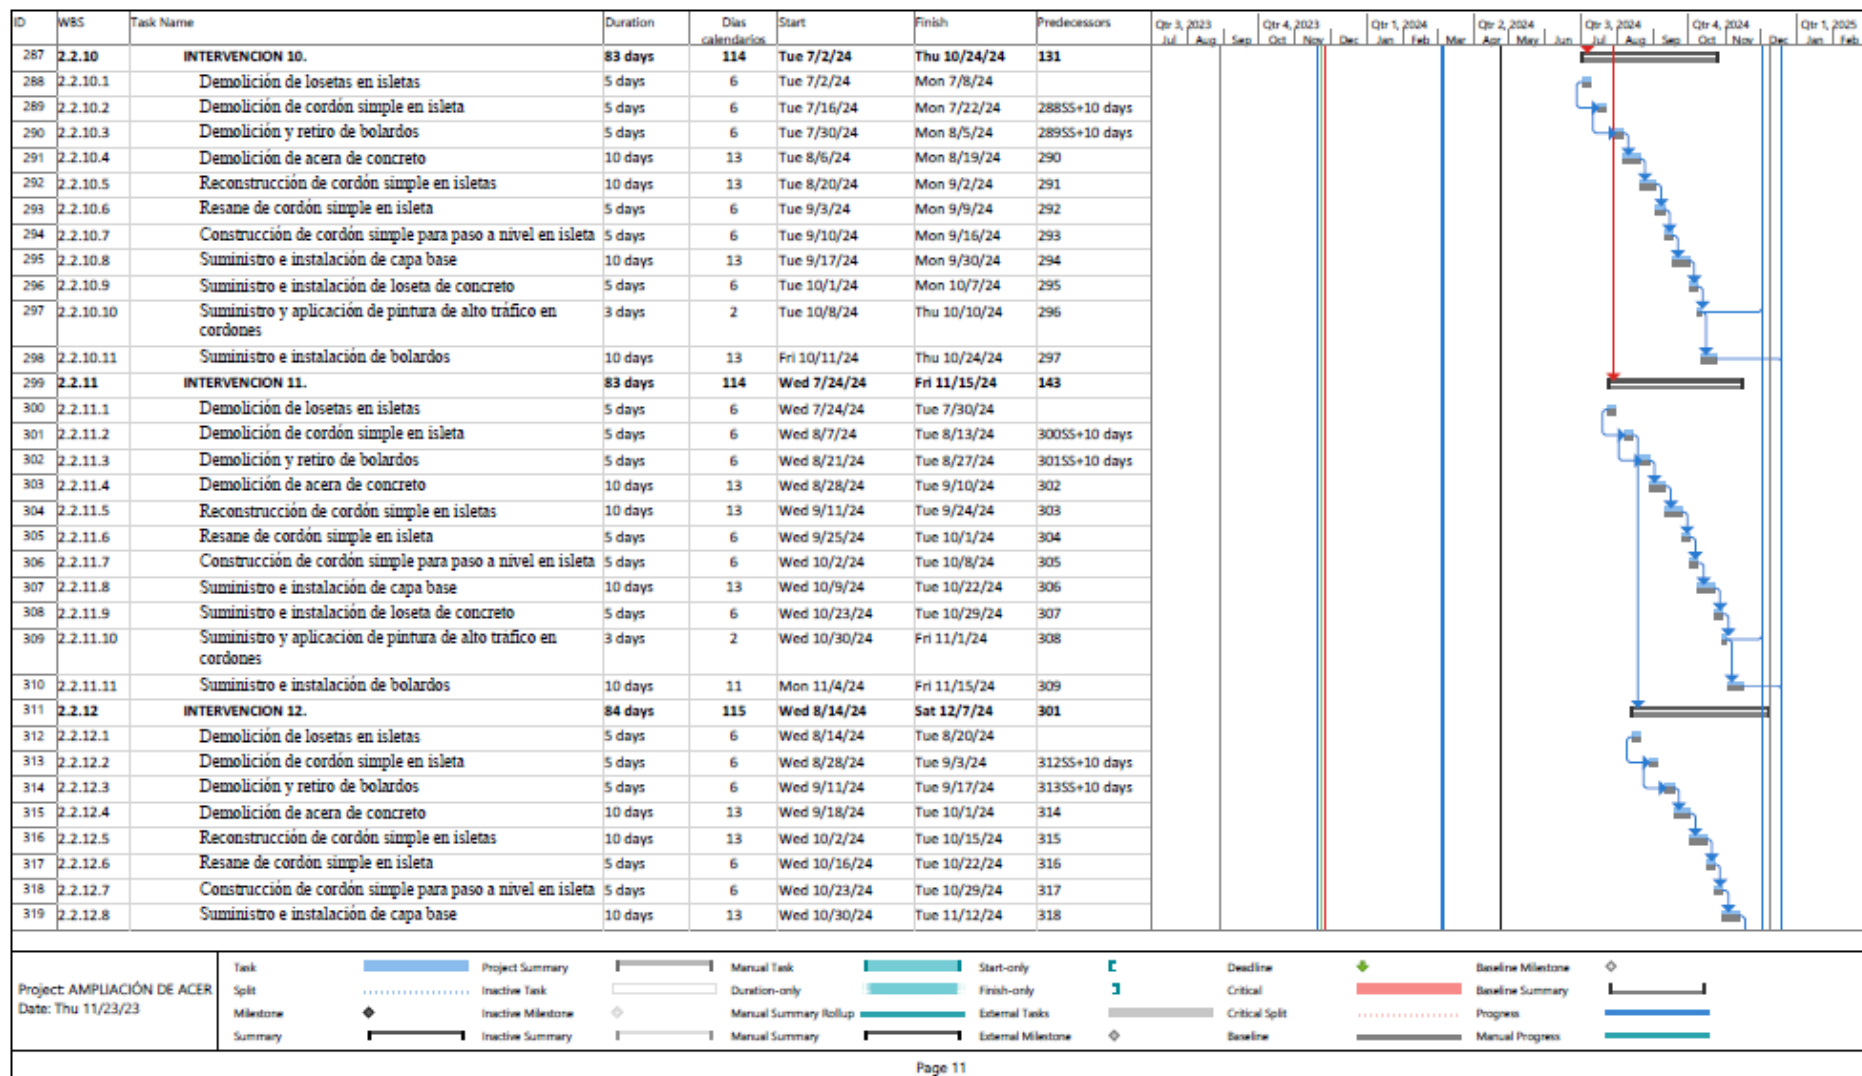 ID WBS Task Name Duration Dias calendarios Start Finish Predecessors Qtr 3, 2023 Qtr 4, 2023 Qtr 1, 2024 Qtr 2, 2024 Qtr 3, 2024 Qtr 4, 2024 Qtr 1, 2025
Jul Aug Sep Oct Nov Dec Jan Feb Mar Apr May Jun Jul Aug Sep Oct Nov Dec Jan Feb
287 2.2.10 INTERVENCION 10. 83 days 114 Tue 7/2/24 Thu 10/24/24 131
288 2.2.10.1 Demolición de losetas en isletas 5 days 6 Tue 7/2/24 Mon 7/8/24
289 2.2.10.2 Demolición de cordón simple en isleta 5 days 6 Tue 7/16/24 Mon 7/22/24 288SS+10 days
290 2.2.10.3 Demolición y retiro de bolardos 5 days 6 Tue 7/30/24 Mon 8/5/24 289SS+10 days
291 2.2.10.4 Demolición de acera de concreto 10 days 13 Tue 8/6/24 Mon 8/19/24 290
292 2.2.10.5 Reconstrucción de cordón simple en isletas 10 days 13 Tue 8/20/24 Mon 9/2/24 291
293 2.2.10.6 Resane de cordón simple en isleta 5 days 6 Tue 9/3/24 Mon 9/9/24 292
294 2.2.10.7 Construcción de cordón simple para paso a nivel en isleta 5 days 6 Tue 9/10/24 Mon 9/16/24 293
295 2.2.10.8 Suministro e instalación de capa base 10 days 13 Tue 9/17/24 Mon 9/30/24 294
296 2.2.10.9 Suministro e instalación de loseta de concreto 5 days 6 Tue 10/1/24 Mon 10/7/24 295
297 2.2.10.10 Suministro y aplicación de pintura de alto tráfico en 3 days 2 Tue 10/8/24 Thu 10/10/24 296
cordones
298 2.2.10.11 Suministro e instalación de bolardos 10 days 13 Fri 10/11/24 Thu 10/24/24 297
299 2.2.11 INTERVENCION 11. 83 days 114 Wed 7/24/24 Fri 11/15/24 143
300 2.2.11.1 Demolición de losetas en isletas 5 days 6 Wed 7/24/24 Tue 7/30/24
301 2.2.11.2 Demolición de cordón simple en isleta 5 days 6 Wed 8/7/24 Tue 8/13/24 300SS+10 days
302 2.2.11.3 Demolición y retiro de bolardos 5 days 6 Wed 8/21/24 Tue 8/27/24 301SS+10 days
303 2.2.11.4 Demolición de acera de concreto 10 days 13 Wed 8/28/24 Tue 9/10/24 302
304 2.2.11.5 Reconstrucción de cordón simple en isletas 10 days 13 Wed 9/11/24 Tue 9/24/24 303
305 2.2.11.6 Resane de cordón simple en isleta 5 days 6 Wed 9/25/24 Tue 10/1/24 304
306 2.2.11.7 Construcción de cordón simple para paso a nivel en isleta 5 days 6 Wed 10/2/24 Tue 10/8/24 305
307 2.2.11.8 Suministro e instalación de capa base 10 days 13 Wed 10/9/24 Tue 10/22/24 306
308 2.2.11.9 Suministro e instalación de loseta de concreto 5 days 6 Wed 10/23/24 Tue 10/29/24 307
309 2.2.11.10 Suministro y aplicación de pintura de alto tráfico en 3 days 2 Wed 10/30/24 Fri 11/1/24 308
cordones
310 2.2.11.11 Suministro e instalación de bolardos 10 days 11 Mon 11/4/24 Fri 11/15/24 309
311 2.2.12 INTERVENCION 12. 84 days 115 Wed 8/14/24 Sat 12/7/24 301
312 2.2.12.1 Demolición de losetas en isletas 5 days 6 Wed 8/14/24 Tue 8/20/24
313 2.2.12.2 Demolición de cordón simple en isleta 5 days 6 Wed 8/28/24 Tue 9/3/24 312SS+10 days
314 2.2.12.3 Demolición y retiro de bolardos 5 days 6 Wed 9/11/24 Tue 9/17/24 313SS+10 days
315 2.2.12.4 Demolición de acera de concreto 10 days 13 Wed 9/18/24 Tue 10/1/24 314
316 2.2.12.5 Reconstrucción de cordón simple en isletas 10 days 13 Wed 10/2/24 Tue 10/15/24 315
317 2.2.12.6 Resane de cordón simple en isleta 5 days 6 Wed 10/16/24 Tue 10/22/24 316
318 2.2.12.7 Construcción de cordón simple para paso a nivel en isleta 5 days 6 Wed 10/23/24 Tue 10/29/24 317
319 2.2.12.8 Suministro e instalación de capa base 10 days 13 Wed 10/30/24 Tue 11/12/24 318
Project: AMPLIACIÓN DE ACER
Date: Thu 11/23/23
Task Project Summary Manual Task Start-only Deadline Baseline Milestone
Split Inactive Task Duration-only Finish-only Critical Baseline Summary
Milestone Inactive Milestone Manual Summary Rollup External Tasks Critical Split Progress
Summary Inactive Summary Manual Summary External Milestone Baseline Manual Progress
Page 11